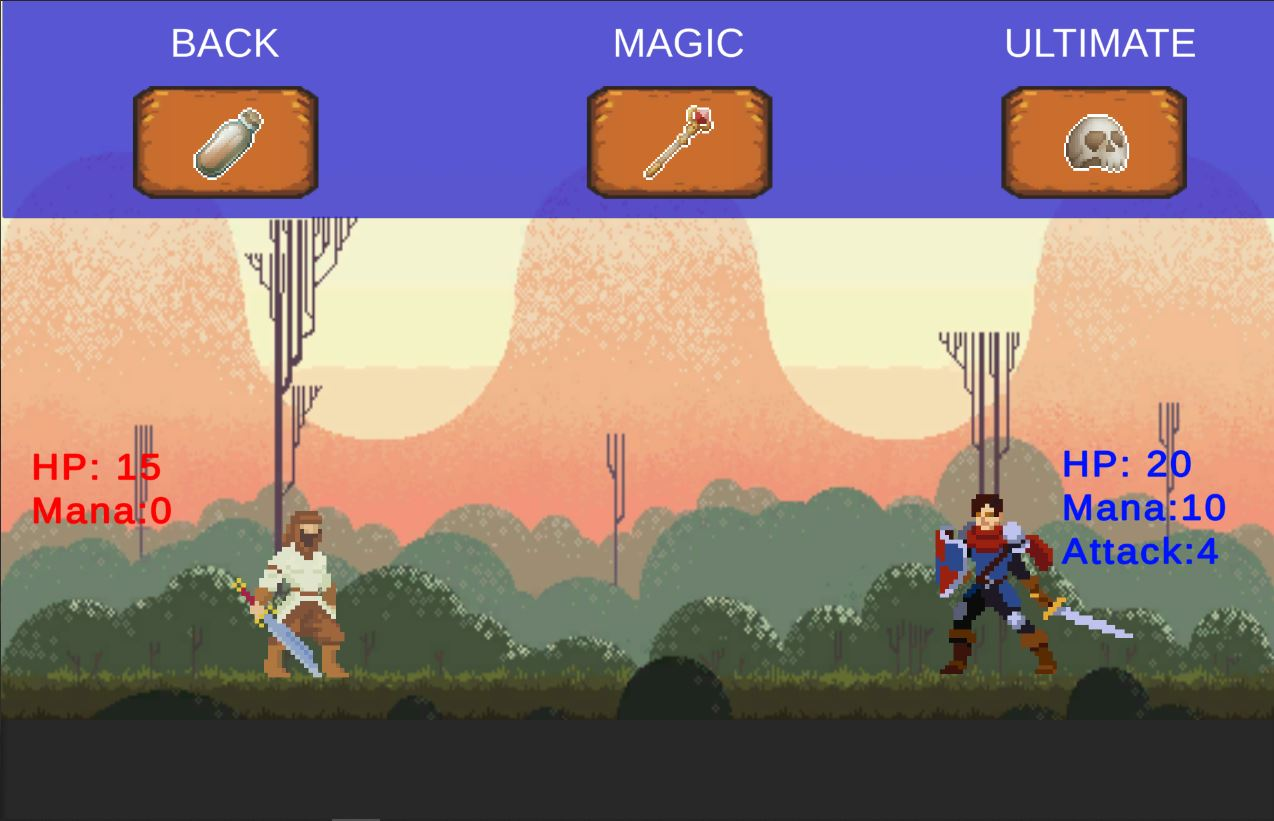 BACK
MAGIC
ULTIMATE
HP: 15
Mana:0
HP: 20
Mana:10
Attack:4